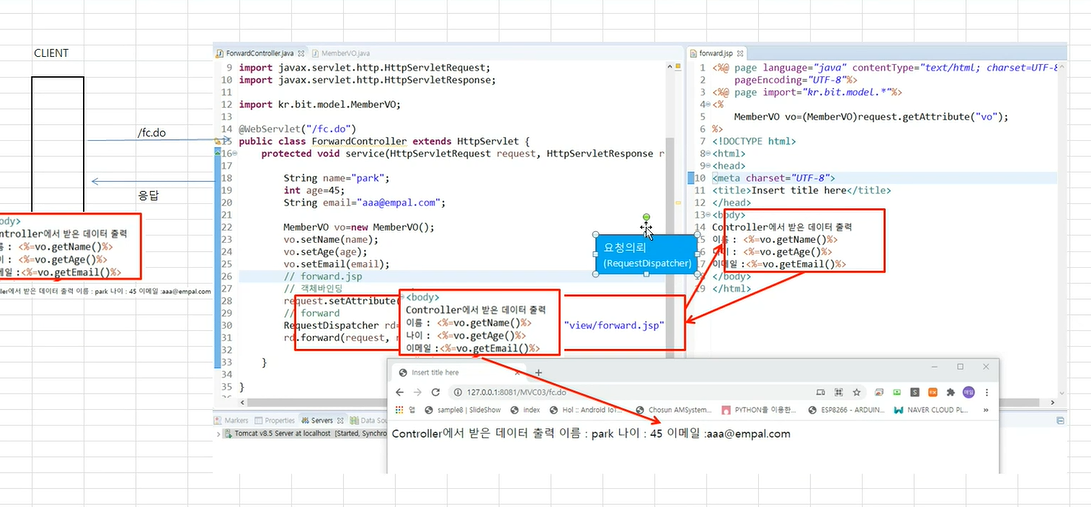 CLIENT
/fc.do
응답
ForwardController.java
MemberVO.java
9 import javax.servlet.http.HttpServletRequest;
10 import javax.servlet.http.HttpServletResponse;
11
12 import kr.bit.model.MemberVO;
13
14 @WebServlet("/fc.do")
15 public class ForwardController extends HttpServlet {
16 protected void service(HttpServletRequest request, HttpServletResponse r
17
18 String name="park";
19 int age=45;
20 String email="aaa@empal.com";
21
22 MemberVO vo=new MemberVO();
23 vo.setName(name);
24 vo.setAge(age);
25 vo.setEmail(email);
26 // forward.jsp
27 // 객체바인딩
28 request.setAttribute(
29 // forward
30 RequestDispatcher rd= "view/forward.jsp"
31 rd.forward(request,
32
33 }
34
35 }
<body>
Controller에서 받은 데이터 출력
이름 : <%=vo.getName()%>
나이 : <%=vo.getAge()%>
이메일 :<%=vo.getEmail()%>
요청의뢰
(RequestDispatcher)
forward.jsp
1 <%@ page language="java" contentType="text/html; charset=UTF-8
2 pageEncoding="UTF-8"%>
3 <%@ page import="kr.bit.model.*"%>
4 <%
5 MemberVO vo=(MemberVO)request.getAttribute("vo");
6 %>
7 <!DOCTYPE html>
8 <html>
9 <head>
10 <meta charset="UTF-8">
11 <title>Insert title here</title>
12 </head>
13 <body>
14 Controller에서 받은 데이터 출력
이름 : <%=vo.getName()%>
: <%=vo.getAge()%>
이메일 :<%=vo.getEmail()%>
</body>
19 </html>
ody>
ntroller에서 받은 데이터 출력
: <%=vo.getName()%>
: <%=vo.getAge()%>
메일 :<%=vo.getEmail()%>
ller에서 받은 데이터 출력 이름 : park 나이 : 45 이메일 :aaa@empal.com
Markers
Properties
Servers
Data Sou
Tomcat v8.5 Server at localhost [Started, Synchro
Insert title here
127.0.0.1:8081/MVC03/fc.do
앱
sample8 | SlideShow
index
Hol :: Android IoT
Chosun AMSystem...
PYTHON를 이용한...
ESP8266 - ARDUIN...
NAVER CLOUD PL...
Controller에서 받은 데이터 출력 이름 : park 나이 : 45 이메일 :aaa@empal.com